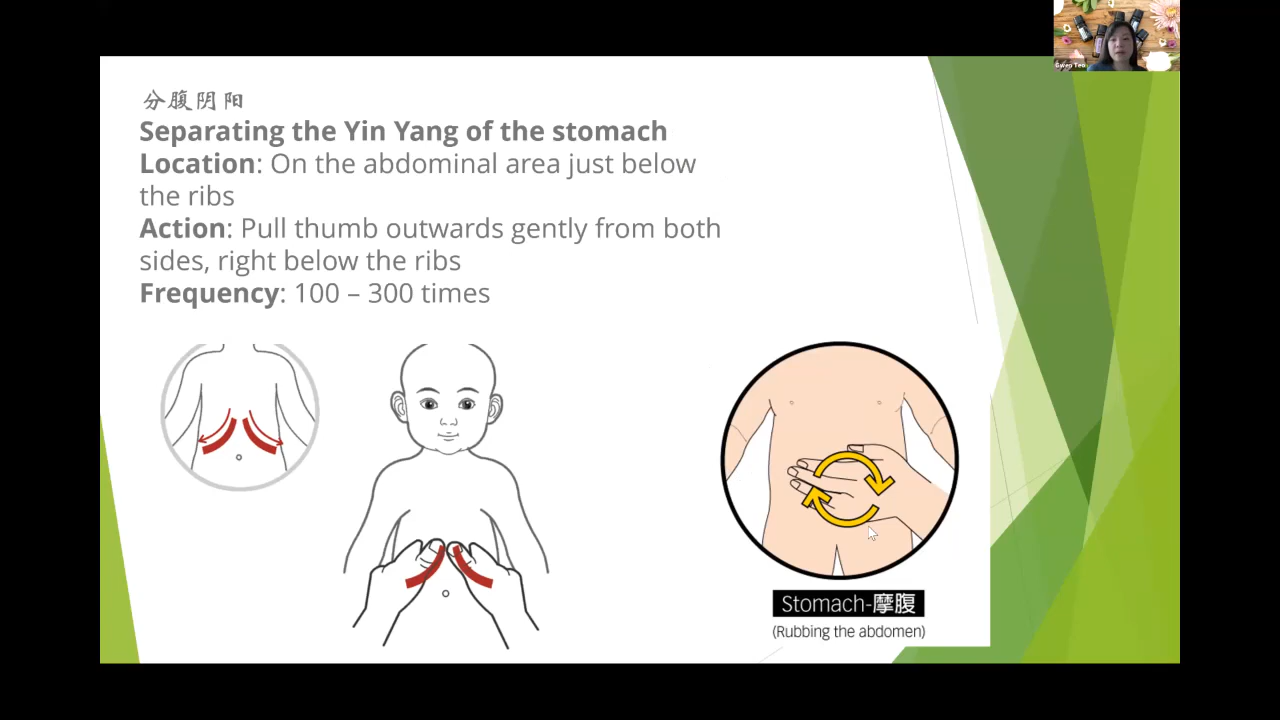 Gwen Teo
分腹阴阳
Separating the Yin Yang of the stomach
Location: On the abdominal area just below
the ribs
Action: Pull thumb outwards gently from both
sides, right below the ribs
Frequency: 100 – 300 times
Stomach-摩腹
(Rubbing the abdomen)